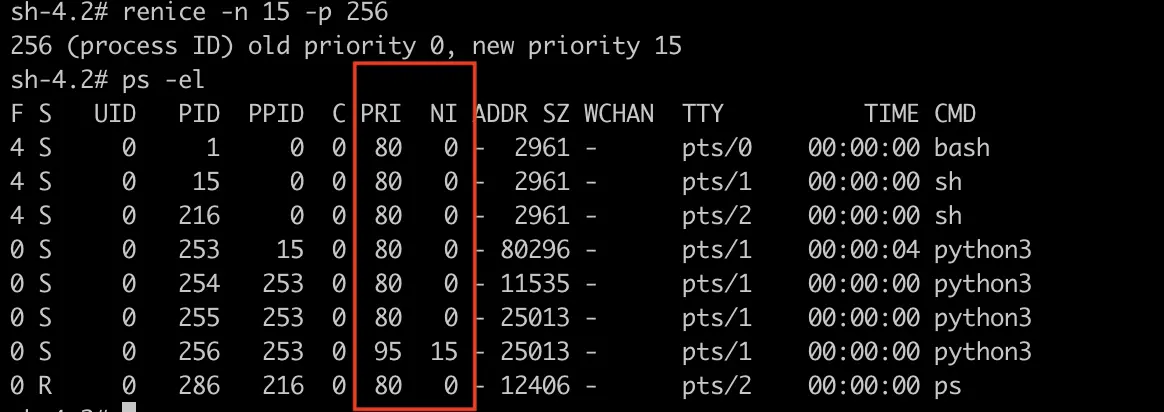 sh-4.2# renice -n 15 -p 256
256 (process ID) old priority 0, new priority 15
sh-4.2# ps -el
F S   UID   PID  PPID  C PRI  NI ADDR SZ WCHAN  TTY          TIME CMD
4 S     0     1     0  0  80   0 -  2961 -      pts/0    00:00:00 bash
4 S     0    15     0  0  80   0 -  2961 -      pts/1    00:00:00 sh
4 S     0   216     0  0  80   0 -  2961 -      pts/2    00:00:00 sh
0 S     0   253    15  0  80   0 - 80296 -      pts/1    00:00:04 python3
0 S     0   254   253  0  80   0 - 11535 -      pts/1    00:00:00 python3
0 S     0   255   253  0  80   0 - 25013 -      pts/1    00:00:00 python3
0 S     0   256   253  0  95  15 - 25013 -      pts/1    00:00:00 python3
0 R     0   286   216  0  80   0 - 12406 -      pts/2    00:00:00 ps
sh-4.2#